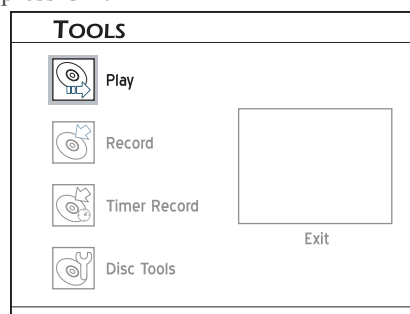 TOOLS
Play
Record
Timer Record
Exit
Disc Tools